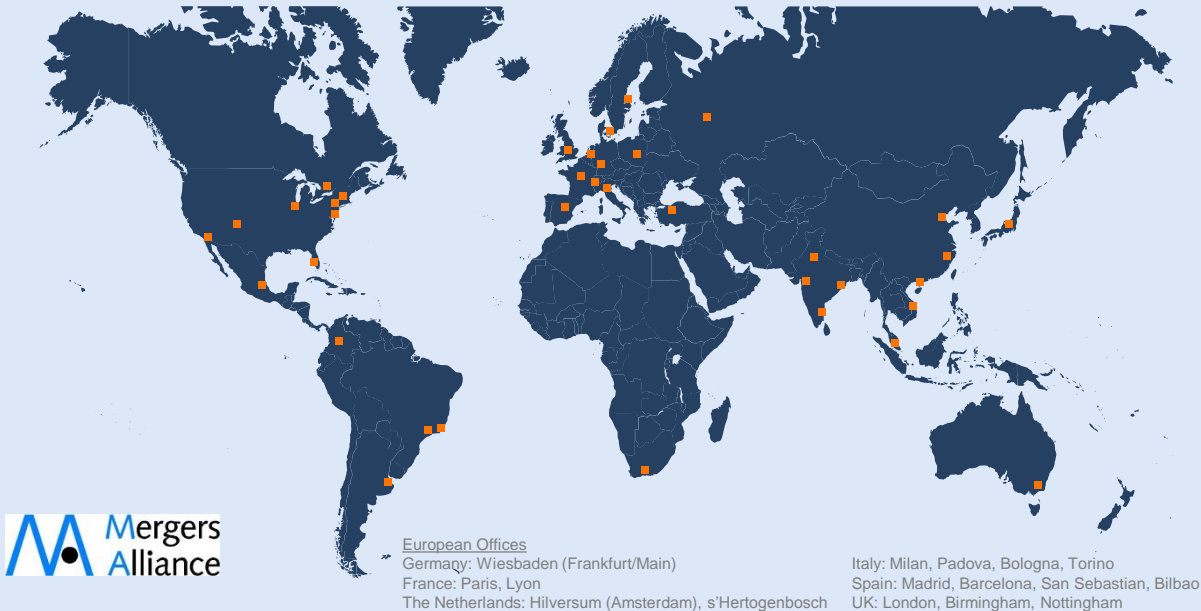 Mergers
Alliance
European Offices
Germany: Wiesbaden (Frankfurt/Main)
France: Paris, Lyon
The Netherlands: Hilversum (Amsterdam), s'Hertogenbosch
Italy: Milan, Padova, Bologna, Torino
Spain: Madrid, Barcelona, San Sebastian, Bilbao
UK: London, Birmingham, Nottingham